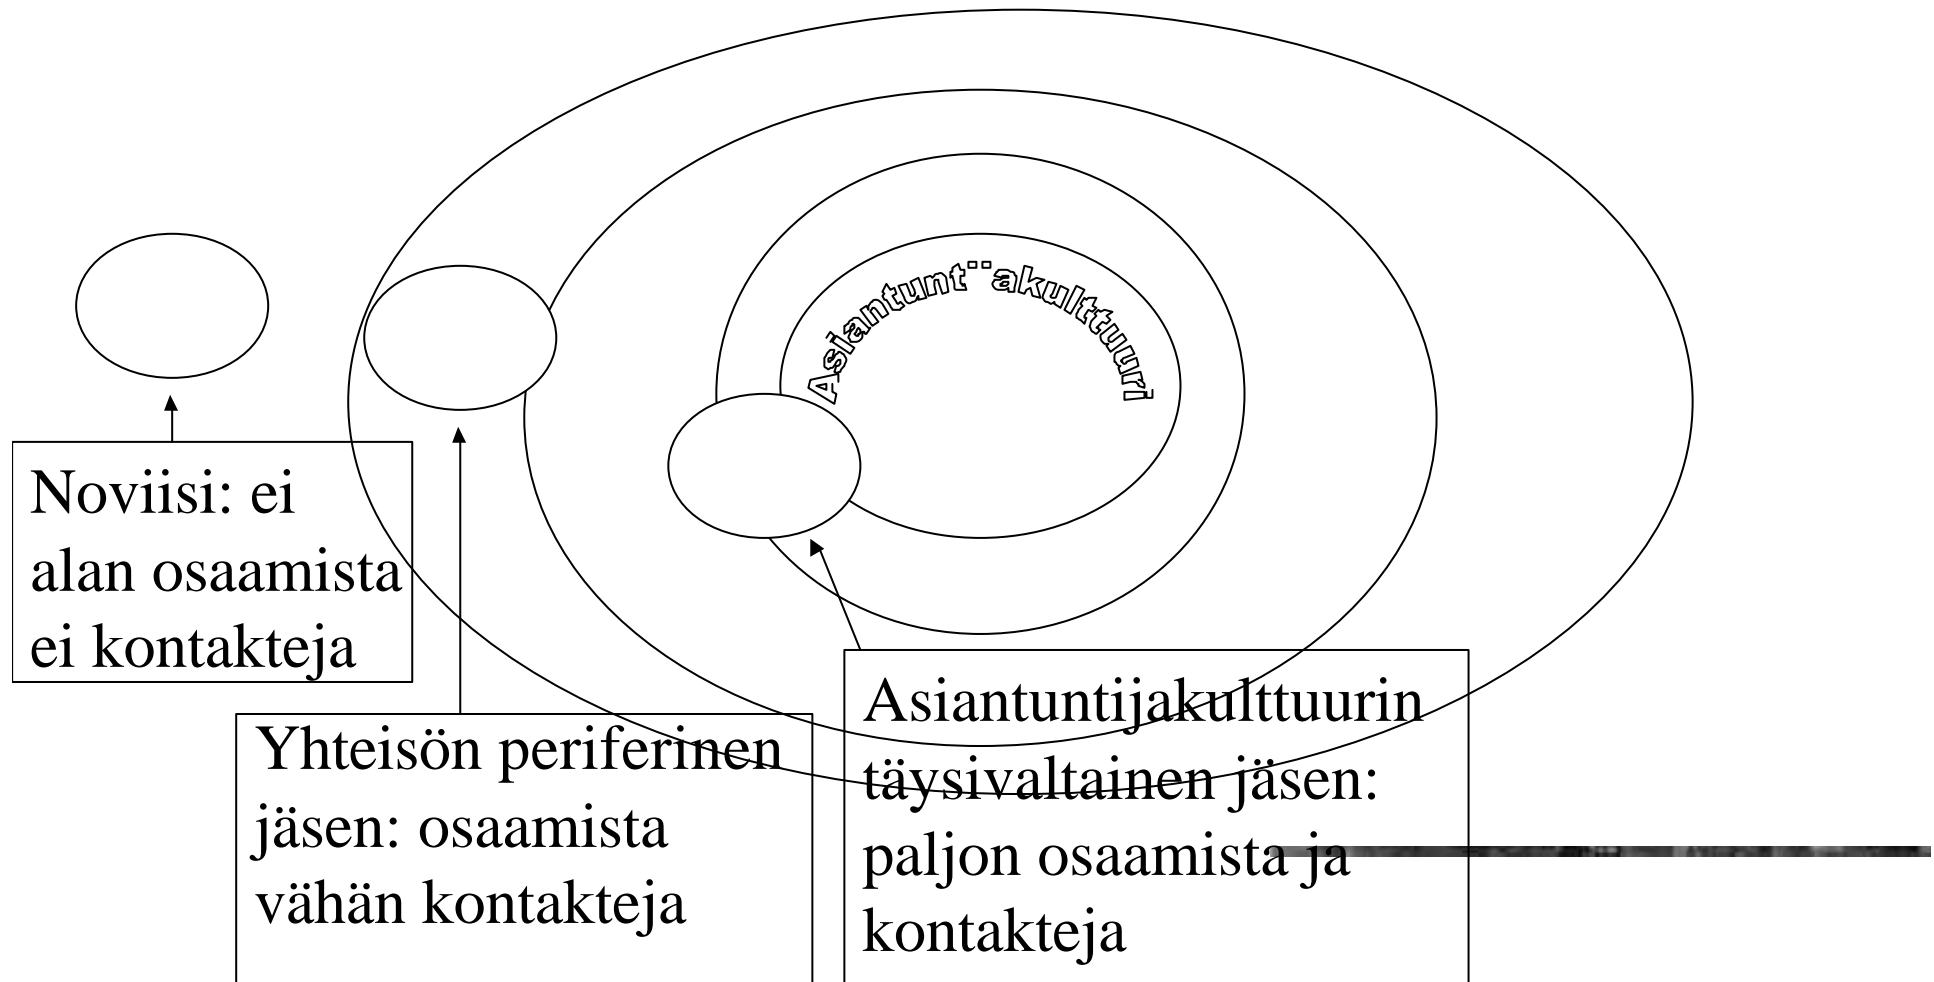 Asiantunt¨akulttuuri
Noviisi: ei
alan osaamista
ei kontakteja
Yhteisön periferinen
jäsen: osaamista
vähän kontakteja
Asiantuntijakulttuurin
täysivaltainen jäsen:
paljon osaamista ja
kontakteja